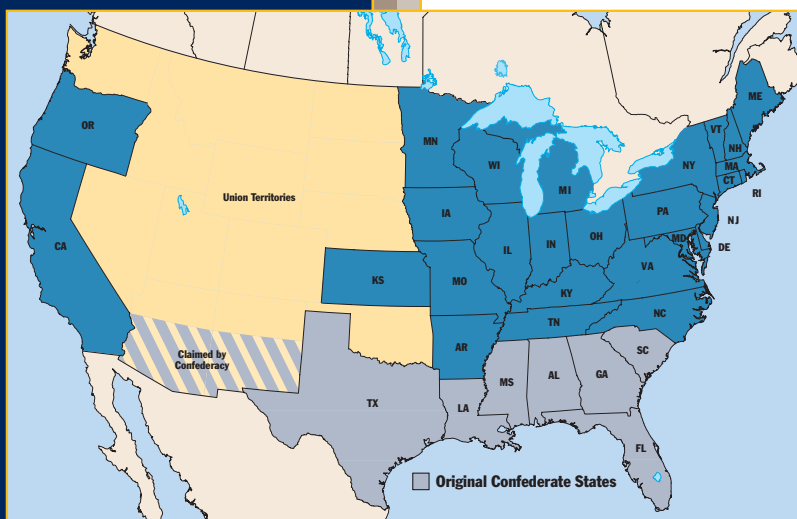 ME
OR
MN
VT
NH
WI
NY
MA
MI
CT
RI
Union Territories
IA
PA
NJ
OH
MD
CA
IL
IN
DE
KS
MO
VA
KY
NC
TN
AR
SC
Claimed by
Confederacy
MS
AL
GA
TX
LA
FL
Original Confederate States